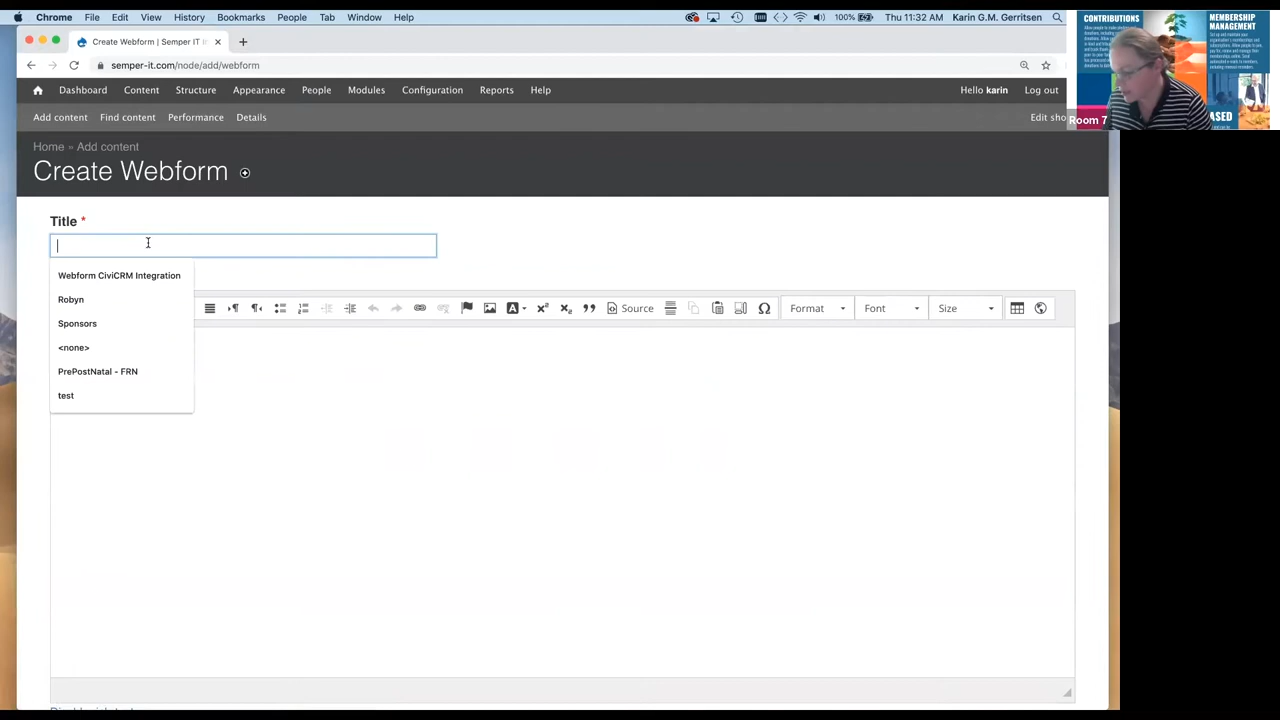 Chrome File Edit View History Bookmarks People Tab Window Help 100% Thu 11:32 AM Karin G.M. Gerritsen
Create Webform | Semper IT
semper-it.com/node/add/webform
Dashboard Content Structure Appearance People Modules Configuration Reports Help Hello karin Log out
Add content Find content Performance Details Edit sho
Home » Add content
Create Webform
Title *
Webform CiviCRM Integration
Robyn
Sponsors
<none>
PrePostNatal - FRN
test
Source Format Font Size
CONTRIBUTIONS
MEMBERSHIP
MANAGEMENT
ASED
Room 7